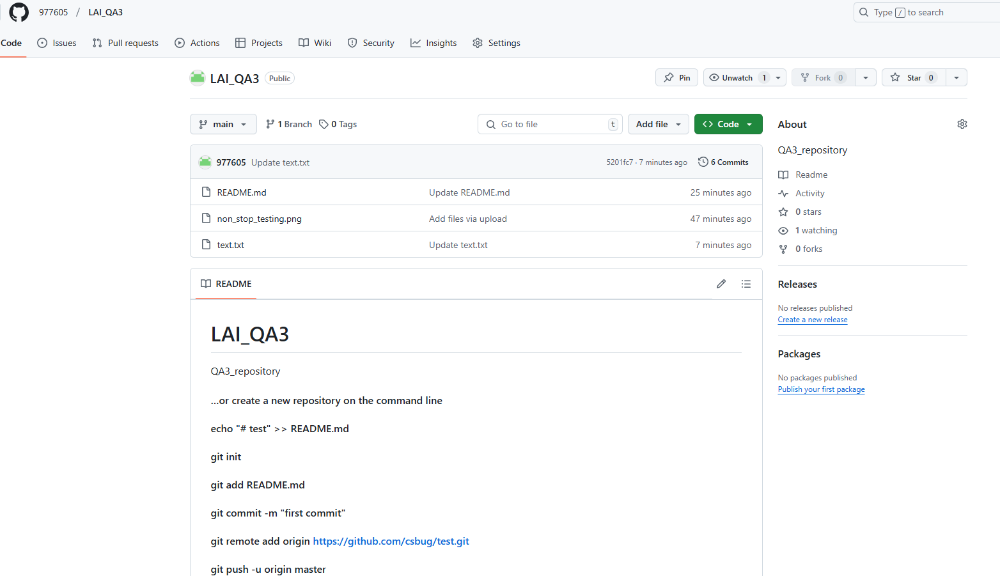 977605 / LAI_QA3
Type / to search
Code Issues Pull requests Actions Projects Wiki Security Insights Settings
LAI_QA3 Public
Pin Unwatch 1 Fork 0 Star 0
main 1 Branch 0 Tags Go to file t Add file Code
977605 Update text.txt 5201fc7 · 7 minutes ago 6 Commits
README.md Update README.md 25 minutes ago
non_stop_testing.png Add files via upload 47 minutes ago
text.txt Update text.txt 7 minutes ago
README
LAI_QA3
QA3_repository
...or create a new repository on the command line
echo "# test" >> README.md
git init
git add README.md
git commit -m "first commit"
git remote add origin https://github.com/csbug/test.git
git push -u origin master
About
QA3_repository
Readme
Activity
0 stars
1 watching
0 forks
Releases
No releases published
Create a new release
Packages
No packages published
Publish your first package